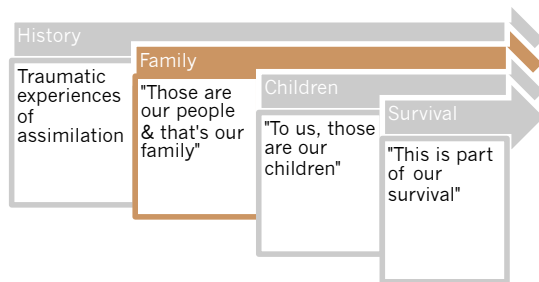 History
Traumatic
experiences
of
assimilation
Family
"Those are
our people
& that's our
family"
Children
"To us, those
are our
children"
Survival
"This is part
of our
survival"